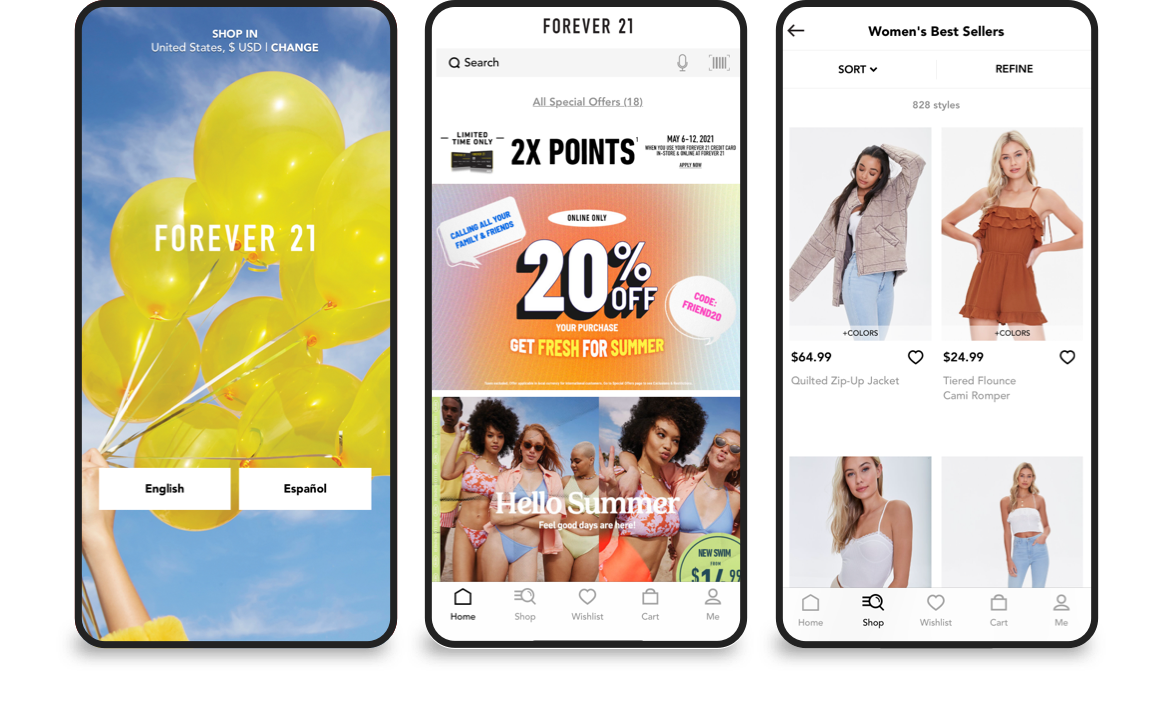 SHOP IN
United States, $ USD | CHANGE
FOREVER 21
English
Español
FOREVER 21
Search
All Special Offers (18)
LIMITED
TIME ONLY
2X POINTS¹
MAY 6-12, 2021
WHEN YOU USE YOUR FOREVER 21 CREDIT CARD
IN-STORE & ONLINE AT FOREVER 21.
APPLY NOW
CALLING ALL YOUR
FAMILY & FRIENDS
ONLINE ONLY
20% OFF
CODE:
FRIEND20
YOUR PURCHASE
GET FRESH FOR SUMMER
Hello Summer
Feel good days are here!
NEW SWIM
FROM
$14.99
Home
Shop
Wishlist
Cart
Me
Women's Best Sellers
SORT
REFINE
828 styles
+COLORS
+COLORS
$64.99
$24.99
Quilted Zip-Up Jacket
Tiered Flounce
Cami Romper
Home
Shop
Wishlist
Cart
Me